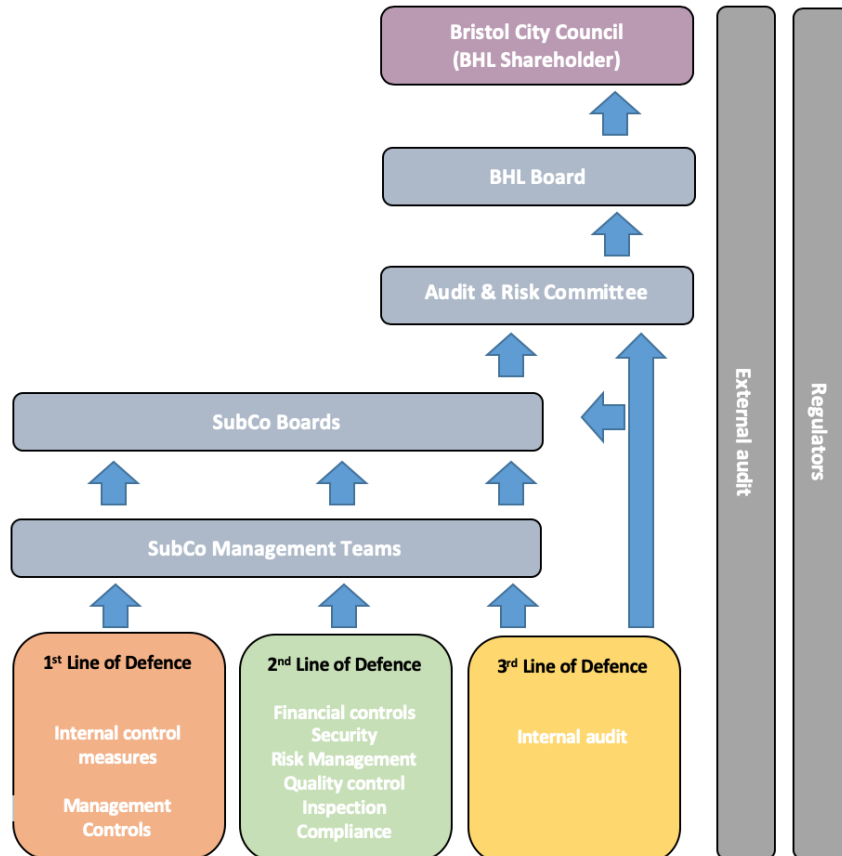 Bristol City Council
(BHL Shareholder)
BHL Board
Audit & Risk Committee
SubCo Boards
SubCo Management Teams
1st Line of Defence
Internal control
measures
Management
Controls
2nd Line of Defence
Financial controls
Security
Risk Management
Quality control
Inspection
Compliance
3rd Line of Defence
Internal audit
External audit
Regulators